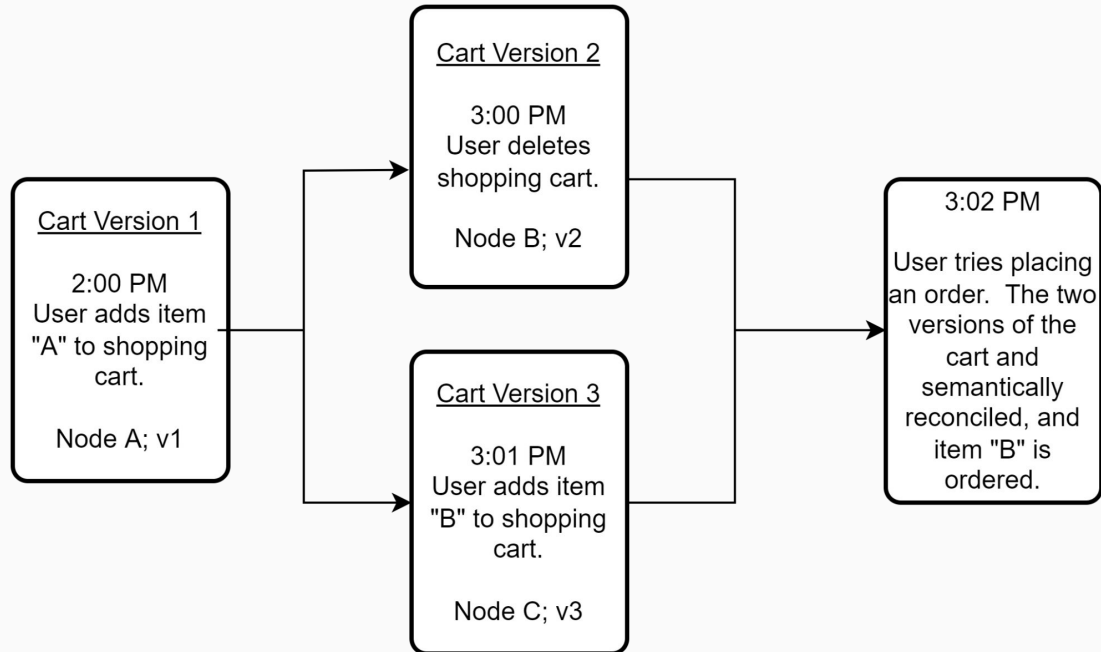 Cart Version 1
2:00 PM
User adds item
"A" to shopping
cart.
Node A; v1
Cart Version 2
3:00 PM
User deletes
shopping cart.
Node B; v2
Cart Version 3
3:01 PM
User adds item
"B" to shopping
cart.
Node C; v3
3:02 PM
User tries placing
an order.  The two
versions of the
cart and
semantically
reconciled, and
item "B" is
ordered.